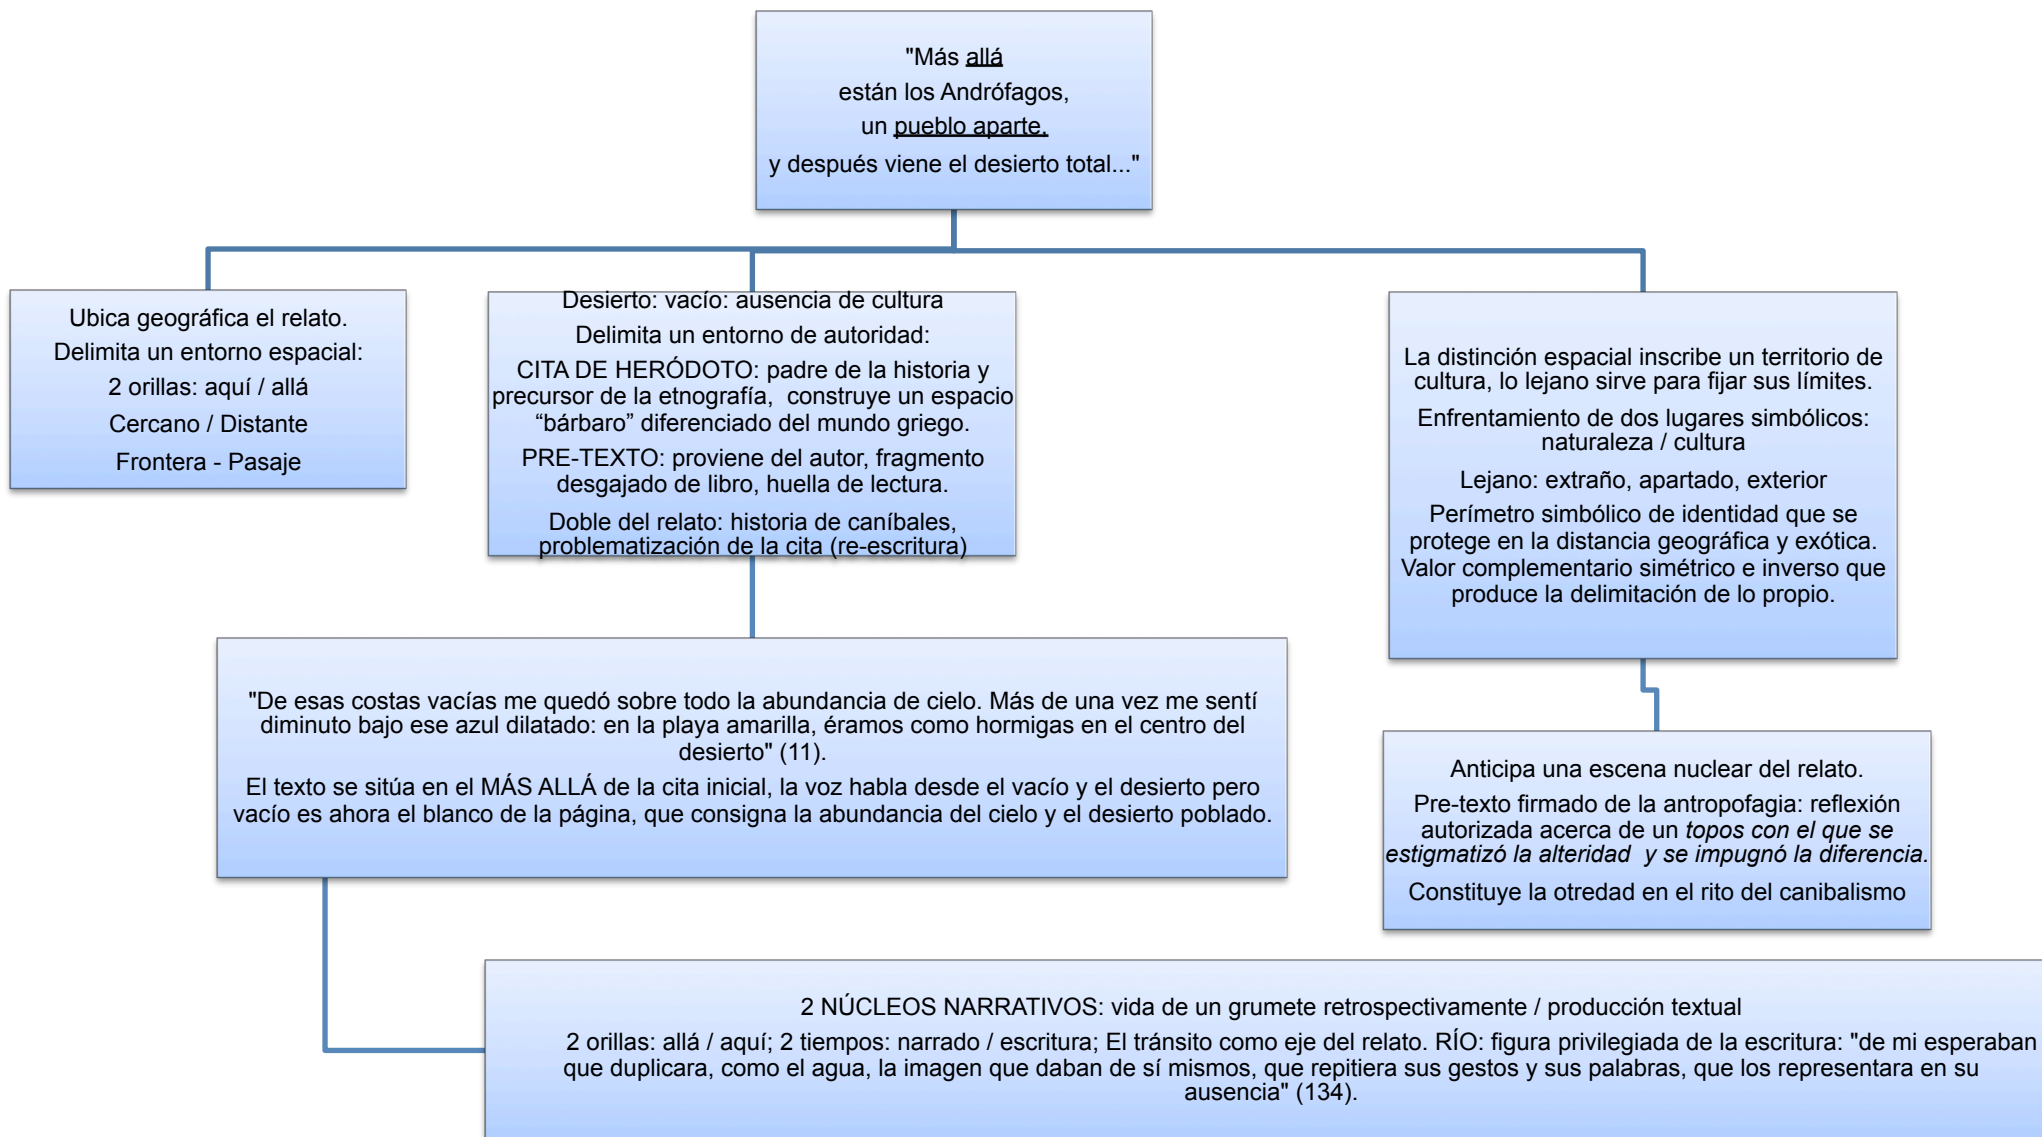 "Más allá
están los Andrófagos,
un pueblo aparte,
y después viene el desierto total..."
Ubica geográfica el relato.
Delimita un entorno espacial:
2 orillas: aquí / allá
Cercano / Distante
Frontera - Pasaje
Desierto: vacío: ausencia de cultura
Delimita un entorno de autoridad:
CITA DE HERÓDOTO: padre de la historia y
precursor de la etnografía, construye un espacio
“bárbaro” diferenciado del mundo griego.
PRE-TEXTO: proviene del autor, fragmento
desgajado de libro, huella de lectura.
Doble del relato: historia de caníbales,
problematización de la cita (re-escritura)
La distinción espacial inscribe un territorio de
cultura, lo lejano sirve para fijar sus límites.
Enfrentamiento de dos lugares simbólicos:
naturaleza / cultura
Lejano: extraño, apartado, exterior
Perímetro simbólico de identidad que se
protege en la distancia geográfica y exótica.
Valor complementario simétrico e inverso que
produce la delimitación de lo propio.
"De esas costas vacías me quedó sobre todo la abundancia de cielo. Más de una vez me sentí
diminuto bajo ese azul dilatado: en la playa amarilla, éramos como hormigas en el centro del
desierto" (11).
El texto se sitúa en el MÁS ALLÁ de la cita inicial, la voz habla desde el vacío y el desierto pero
vacío es ahora el blanco de la página, que consigna la abundancia del cielo y el desierto poblado.
Anticipa una escena nuclear del relato.
Pre-texto firmado de la antropofagia: reflexión
autorizada acerca de un topos con el que se
estigmatizó la alteridad y se impugnó la diferencia.
Constituye la otredad en el rito del canibalismo
2 NÚCLEOS NARRATIVOS: vida de un grumete retrospectivamente / producción textual
2 orillas: allá / aquí; 2 tiempos: narrado / escritura; El tránsito como eje del relato. RÍO: figura privilegiada de la escritura: "de mi esperaban
que duplicara, como el agua, la imagen que daban de sí mismos, que repitiera sus gestos y sus palabras, que los representara en su
ausencia" (134).